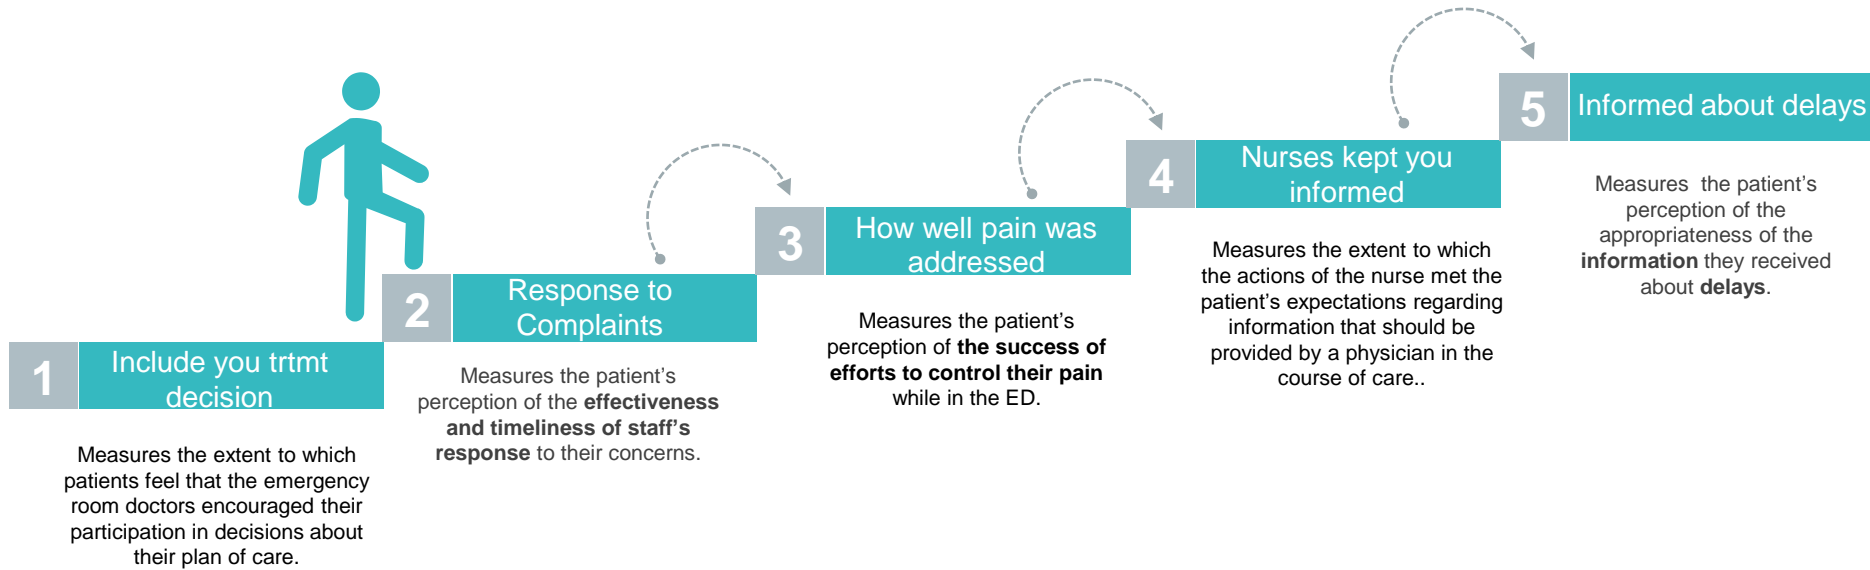 1
Include you trtmt
decision
Measures the extent to which
patients feel that the emergency
room doctors encouraged their
participation in decisions about
their plan of care.
2
Response to
Complaints
Measures the patient's
perception of the effectiveness
and timeliness of staff's
response to their concerns.
3
How well pain was
addressed
Measures the patient's
perception of the success of
efforts to control their pain
while in the ED.
4
Nurses kept you
informed
Measures the extent to which
the actions of the nurse met the
patient's expectations regarding
information that should be
provided by a physician in the
course of care..
5
Informed about delays
Measures the patient's
perception of the
appropriateness of the
information they received
about delays.